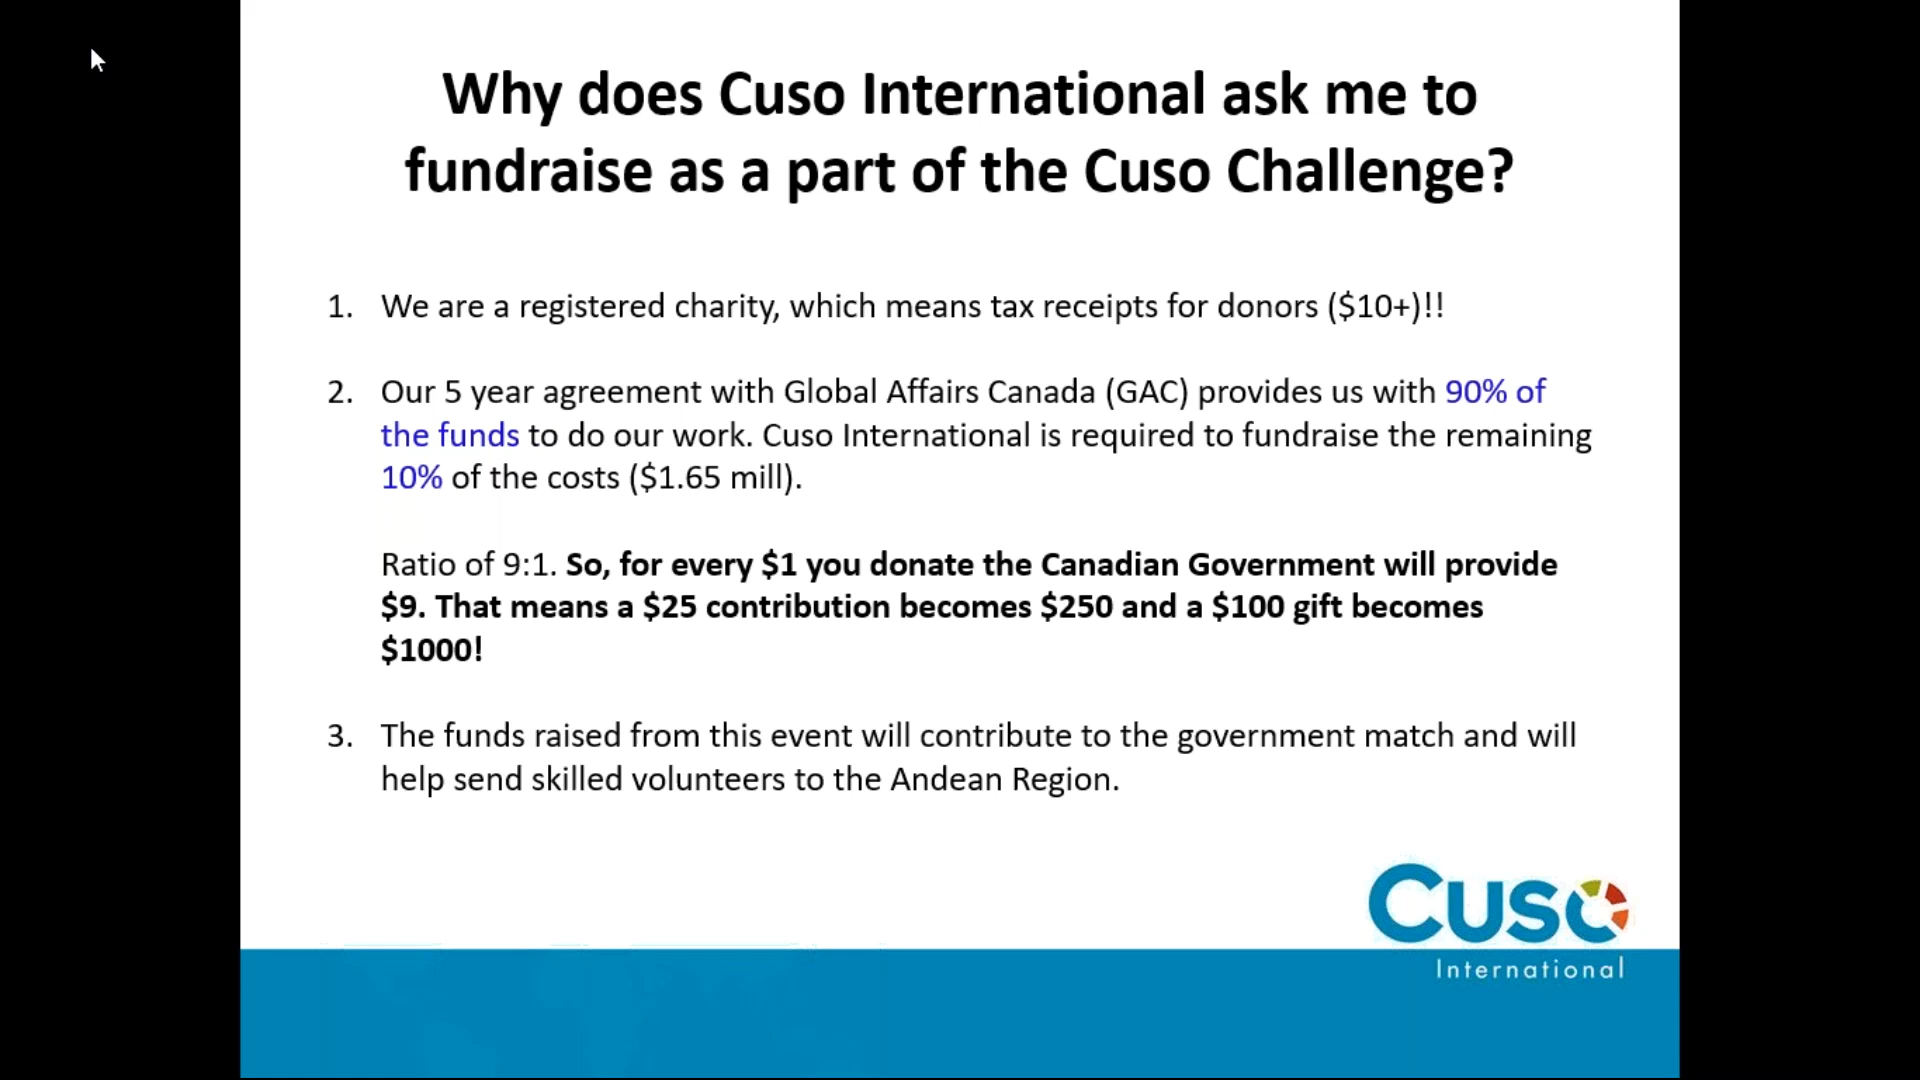 Why does Cuso International ask me to
fundraise as a part of the Cuso Challenge?
1. We are a registered charity, which means tax receipts for donors ($10+)!!
2. Our 5 year agreement with Global Affairs Canada (GAC) provides us with 90% of
the funds to do our work. Cuso International is required to fundraise the remaining
10% of the costs ($1.65 mill).
Ratio of 9:1. So, for every $1 you donate the Canadian Government will provide
$9. That means a $25 contribution becomes $250 and a $100 gift becomes
$1000!
3. The funds raised from this event will contribute to the government match and will
help send skilled volunteers to the Andean Region.
Cuso
International